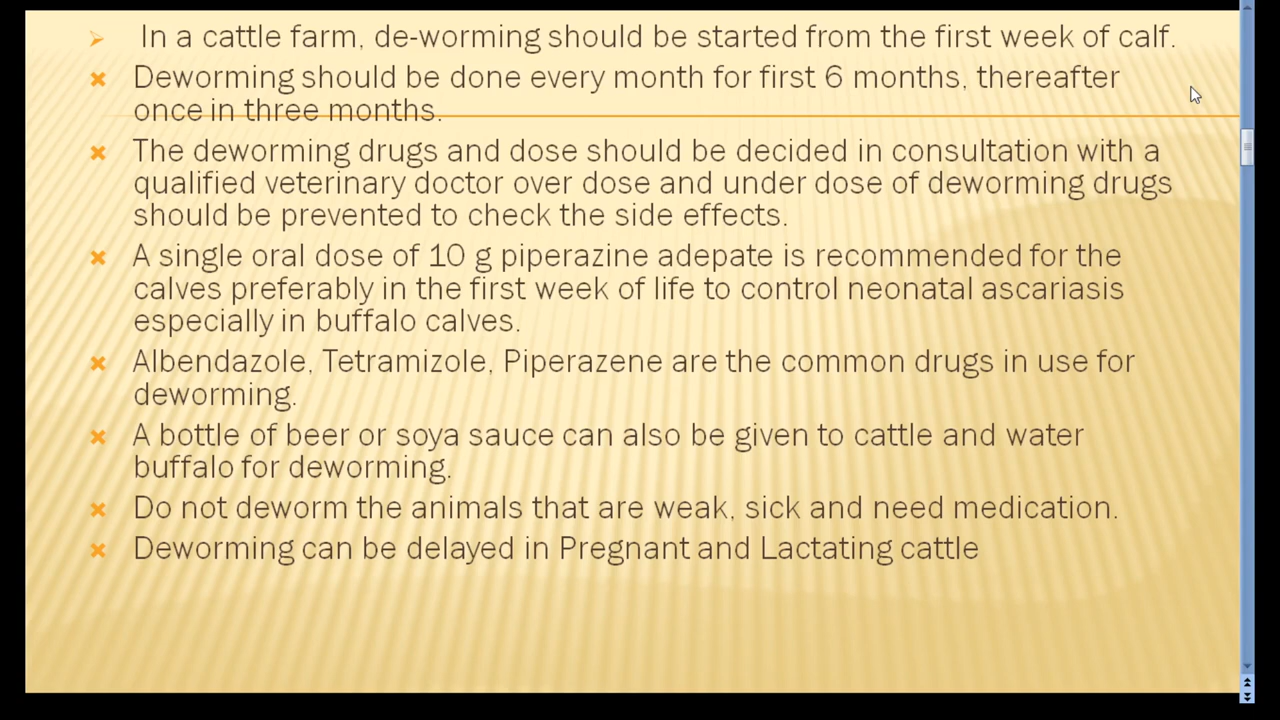 In a cattle farm, de-worming should be started from the first week of calf.
Deworming should be done every month for first 6 months, thereafter
once in three months.
The deworming drugs and dose should be decided in consultation with a
qualified veterinary doctor over dose and under dose of deworming drugs
should be prevented to check the side effects.
A single oral dose of 10 g piperazine adepate is recommended for the
calves preferably in the first week of life to control neonatal ascariasis
especially in buffalo calves.
Albendazole, Tetramizole, Piperazene are the common drugs in use for
deworming.
A bottle of beer or soya sauce can also be given to cattle and water
buffalo for deworming.
Do not deworm the animals that are weak, sick and need medication.
Deworming can be delayed in Pregnant and Lactating cattle